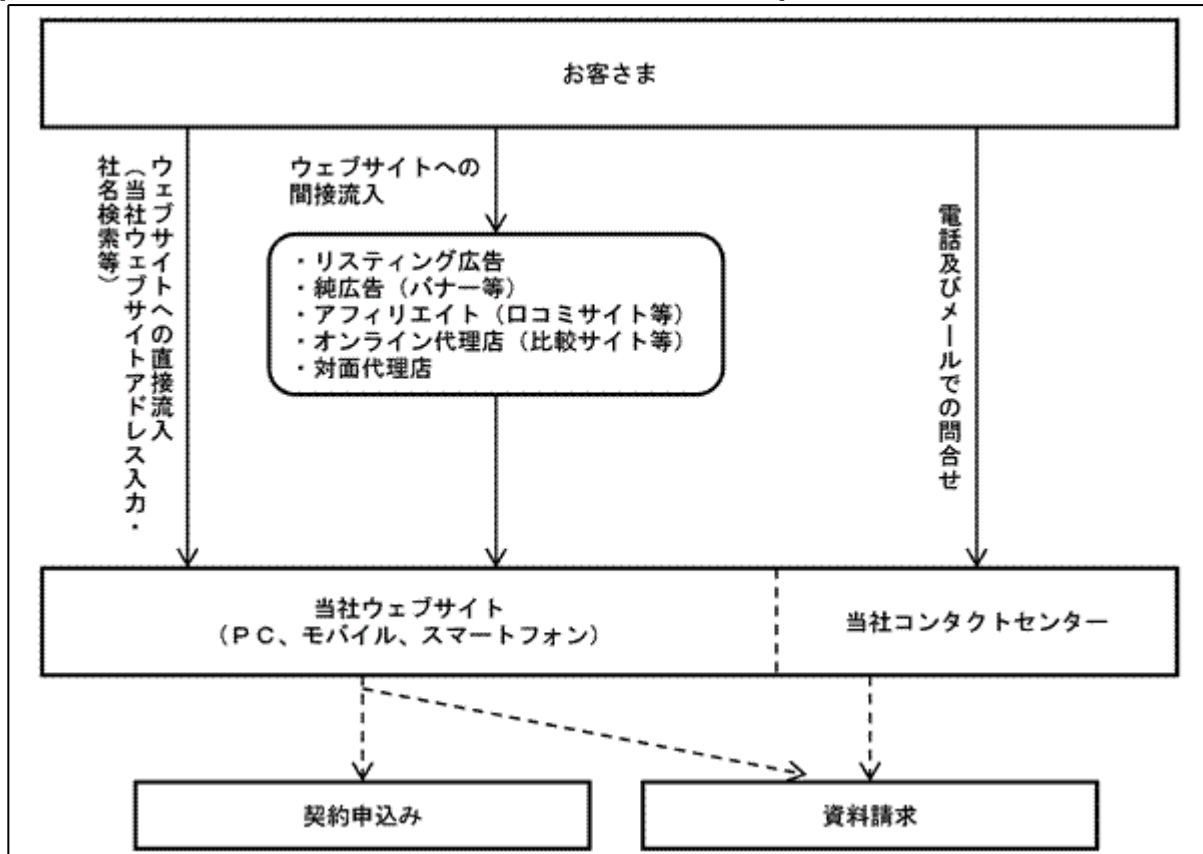 お客さま
ウェブサイトへの直接流入
(当社ウェブサイトアドレス入力・
社名検索等)
ウェブサイトへの
間接流入
・リスティング広告
・純広告(バナー等)
・アフィリエイト(口コミサイト等)
・オンライン代理店(比較サイト等)
・対面代理店
電話及びメールでの問合せ
当社ウェブサイト
(PC、モバイル、スマートフォン)
当社コンタクトセンター
契約申込み
資料請求